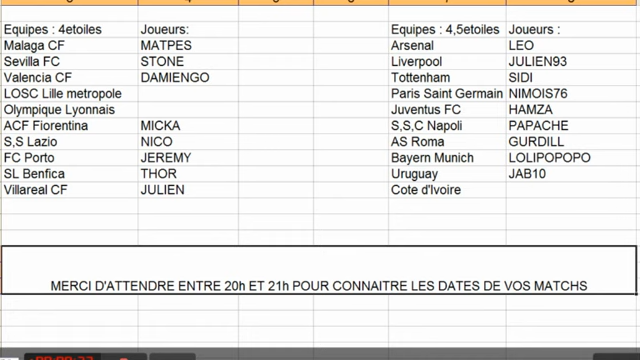 Equipes : 4etoiles Joueurs: Equipes : 4,5etoiles Joueurs :
Malaga CF MATPES Arsenal LEO
Sevilla FC STONE Liverpool JULIEN93
Valencia CF DAMIENGO Tottenham SIDI
LOSC Lille metropole Paris Saint Germain NIMOIS76
Olympique Lyonnais Juventus FC HAMZA
ACF Fiorentina MICKA S,S,C Napoli PAPACHE
S,S Lazio NICO AS Roma GURDILL
FC Porto JEREMY Bayern Munich LOLIPOPOPO
SL Benfica THOR Uruguay JAB10
Villareal CF JULIEN Cote d'Ivoire
MERCI D'ATTENDRE ENTRE 20h ET 21h POUR CONNAITRE LES DATES DE VOS MATCHS